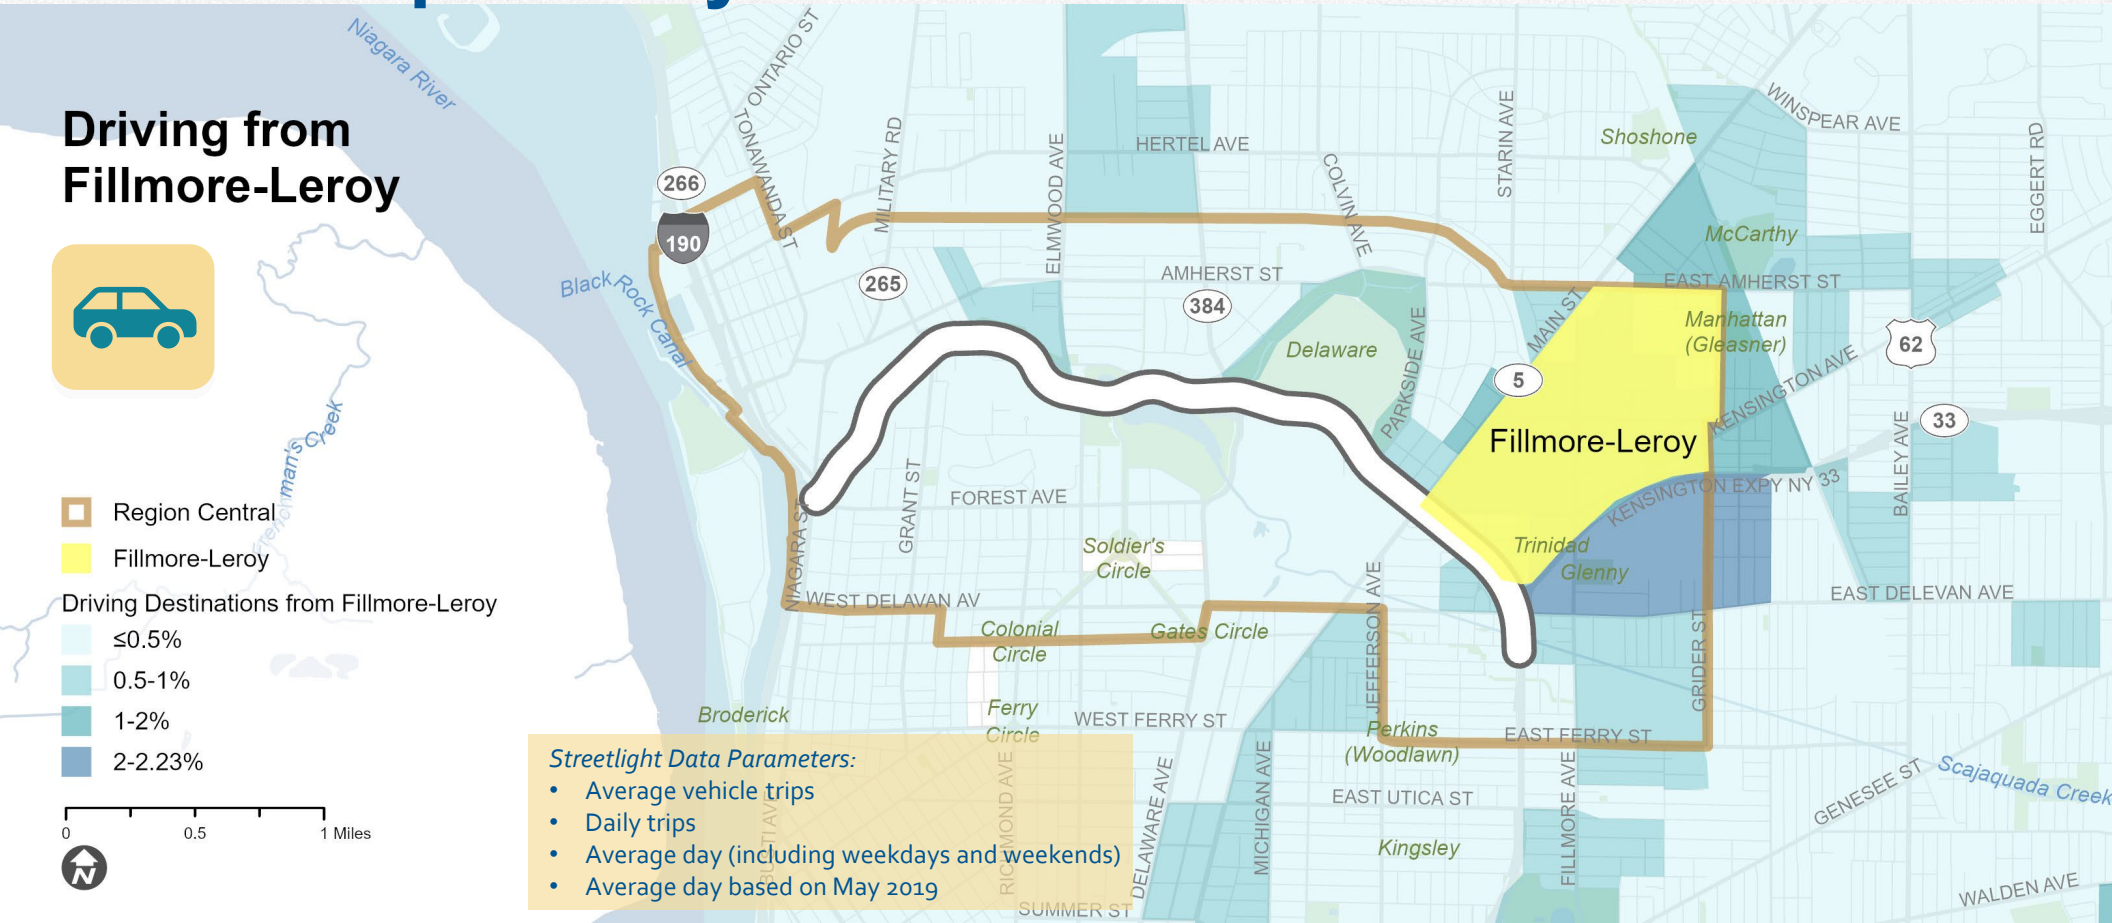 Driving from
Fillmore-Leroy
Region Central
Fillmore-Leroy
Driving Destinations from Fillmore-Leroy
≤0.5%
0.5-1%
1-2%
2-2.23%
0
0.5
1 Miles
N
Streetlight Data Parameters:
• Average vehicle trips
• Daily trips
• Average day (including weekdays and weekends)
• Average day based on May 2019
Niagara River
Black Rock Canal
Frenchman's Creek
Scajaquada Creek
266
190
265
384
5
62
33
ONTARIO ST
TONAWANDA ST
MILITARY RD
ELMWOOD AVE
HERTEL AVE
COLVIN AVE
STARIN AVE
Shoshone
WINSPEAR AVE
EGGERT RD
McCarthy
AMHERST ST
EAST AMHERST ST
MAIN ST
Manhattan
(Gleasner)
Delaware
PARKSIDE AVE
KENSINGTON AVE
Fillmore-Leroy
BAILEY AVE
KENSINGTON EXPY NY 33
GRANT ST
FOREST AVE
NIAGARA ST
Soldier's
Circle
Trinidad
Glenny
JEFFERSON AVE
WEST DELAVAN AV
EAST DELEVAN AVE
Colonial
Circle
Gates Circle
GRIDER ST
Broderick
Ferry
Circle
WEST FERRY ST
Perkins
(Woodlawn)
EAST FERRY ST
RICHMOND AVE
DELAWARE AVE
MICHIGAN AVE
EAST UTICA ST
FILLMORE AVE
GENESEE ST
Kingsley
SUMMER ST
WALDEN AVE